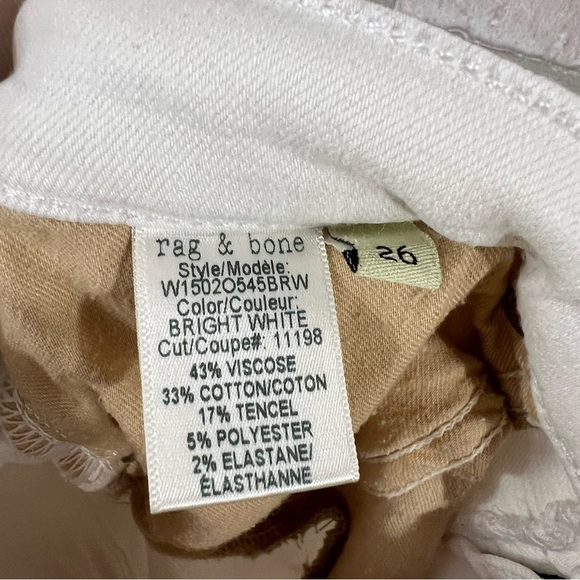 rag & bone
Style/Modèle:
W1502O545BRW
Color/Couleur:
BRIGHT WHITE
Cut/Coupe#: 11198
43% VISCOSE
33% COTTON/COTON
17% TENCEL
5% POLYESTER
2% ELASTANE/
ÉLASTHANNE
26